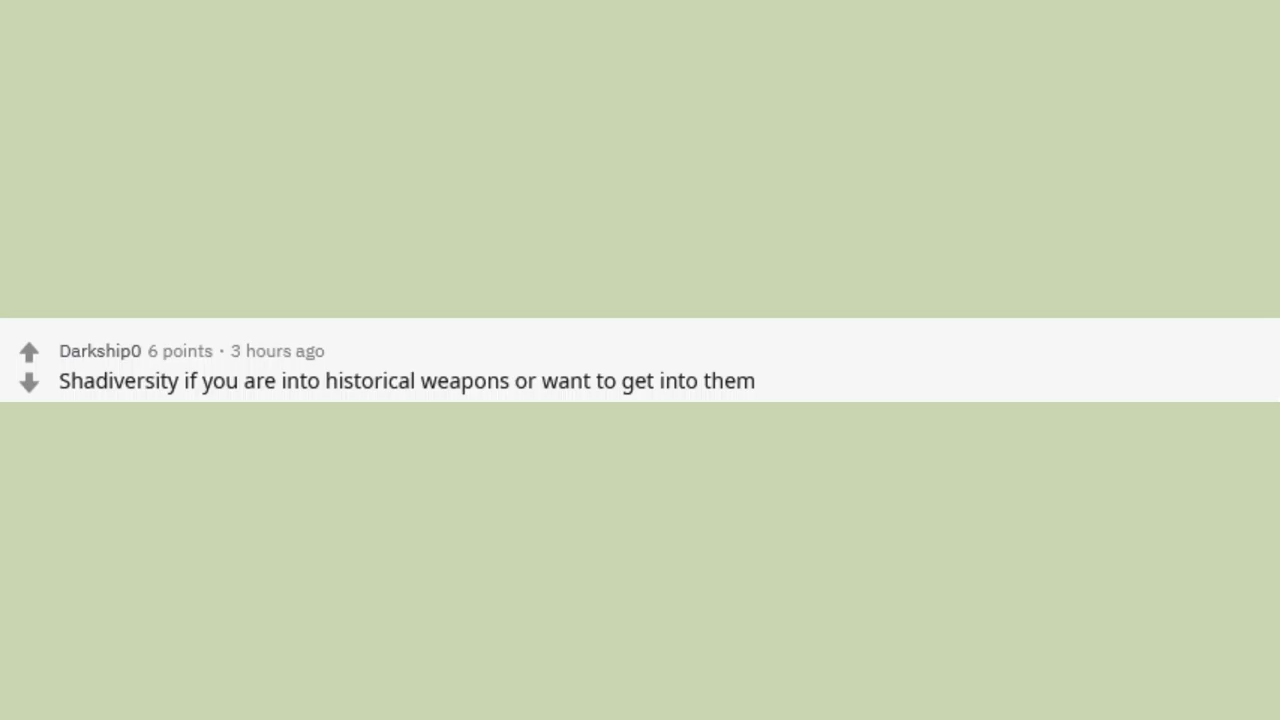 Darkship0 6 points · 3 hours ago
Shadiversity if you are into historical weapons or want to get into them